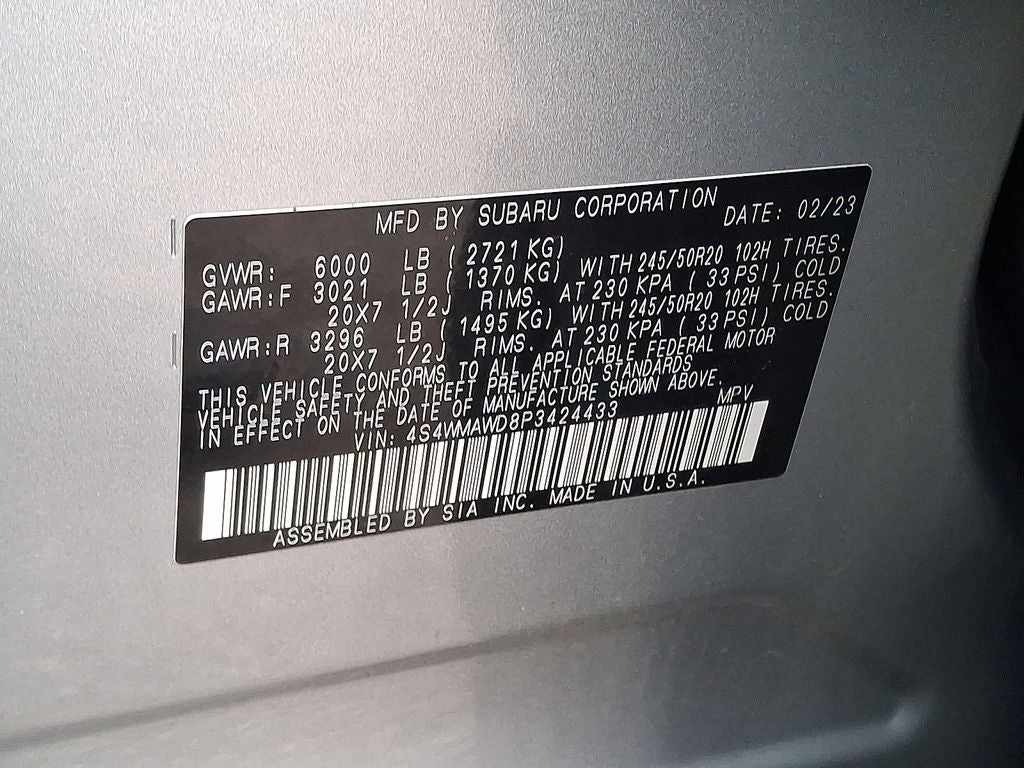 MFD BY SUBARU CORPORATION DATE: 02/23
GVWR: 6000 LB (2721 KG)
GAWR:F 3021 LB (1370 KG) WITH 245/50R20 102H TIRES.
20X7 1/2J RIMS. AT 230 KPA (33 PSI) COLD
GAWR:R 3296 LB (1495 KG) WITH 245/50R20 102H TIRES.
20X7 1/2J RIMS. AT 230 KPA (33 PSI) COLD
THIS VEHICLE CONFORMS TO ALL APPLICABLE FEDERAL MOTOR
VEHICLE SAFETY AND THEFT PREVENTION STANDARDS
IN EFFECT ON THE DATE OF MANUFACTURE SHOWN ABOVE.
VIN: 4S4WMAWD8P3424433 MPV
ASSEMBLED BY SIA INC. MADE IN U.S.A.